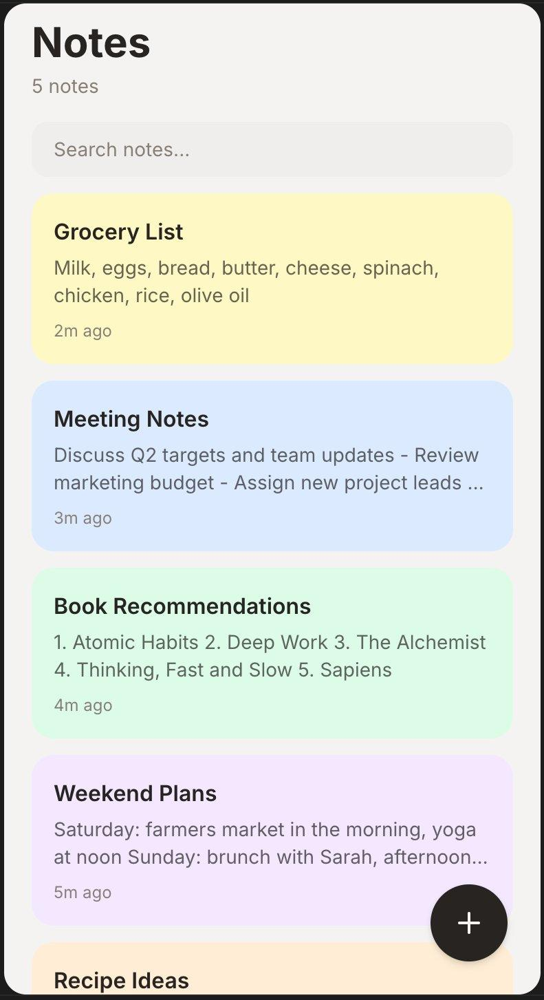 Notes
5 notes
Search notes...
Grocery List
Milk, eggs, bread, butter, cheese, spinach,
chicken, rice, olive oil
2m ago
Meeting Notes
Discuss Q2 targets and team updates - Review
marketing budget - Assign new project leads ...
3m ago
Book Recommendations
1. Atomic Habits 2. Deep Work 3. The Alchemist
4. Thinking, Fast and Slow 5. Sapiens
4m ago
Weekend Plans
Saturday: farmers market in the morning, yoga
at noon Sunday: brunch with Sarah, afternoon...
5m ago
Recipe Ideas